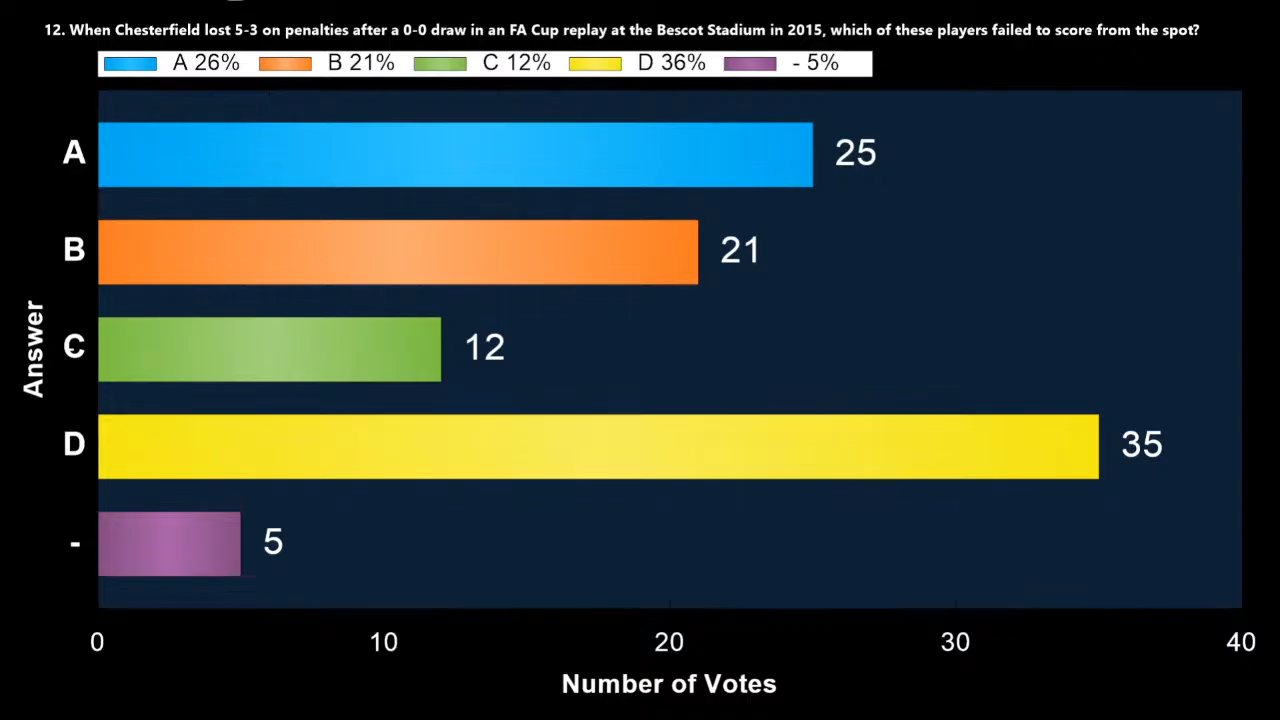 12. When Chesterfield lost 5-3 on penalties after a 0-0 draw in an FA Cup replay at the Bescot Stadium in 2015, which of these players failed to score from the spot?
A 26% B 21% C 12% D 36% - 5%
A 25
B 21
C 12
D 35
- 5
Answer
0 10 20 30 40
Number of Votes